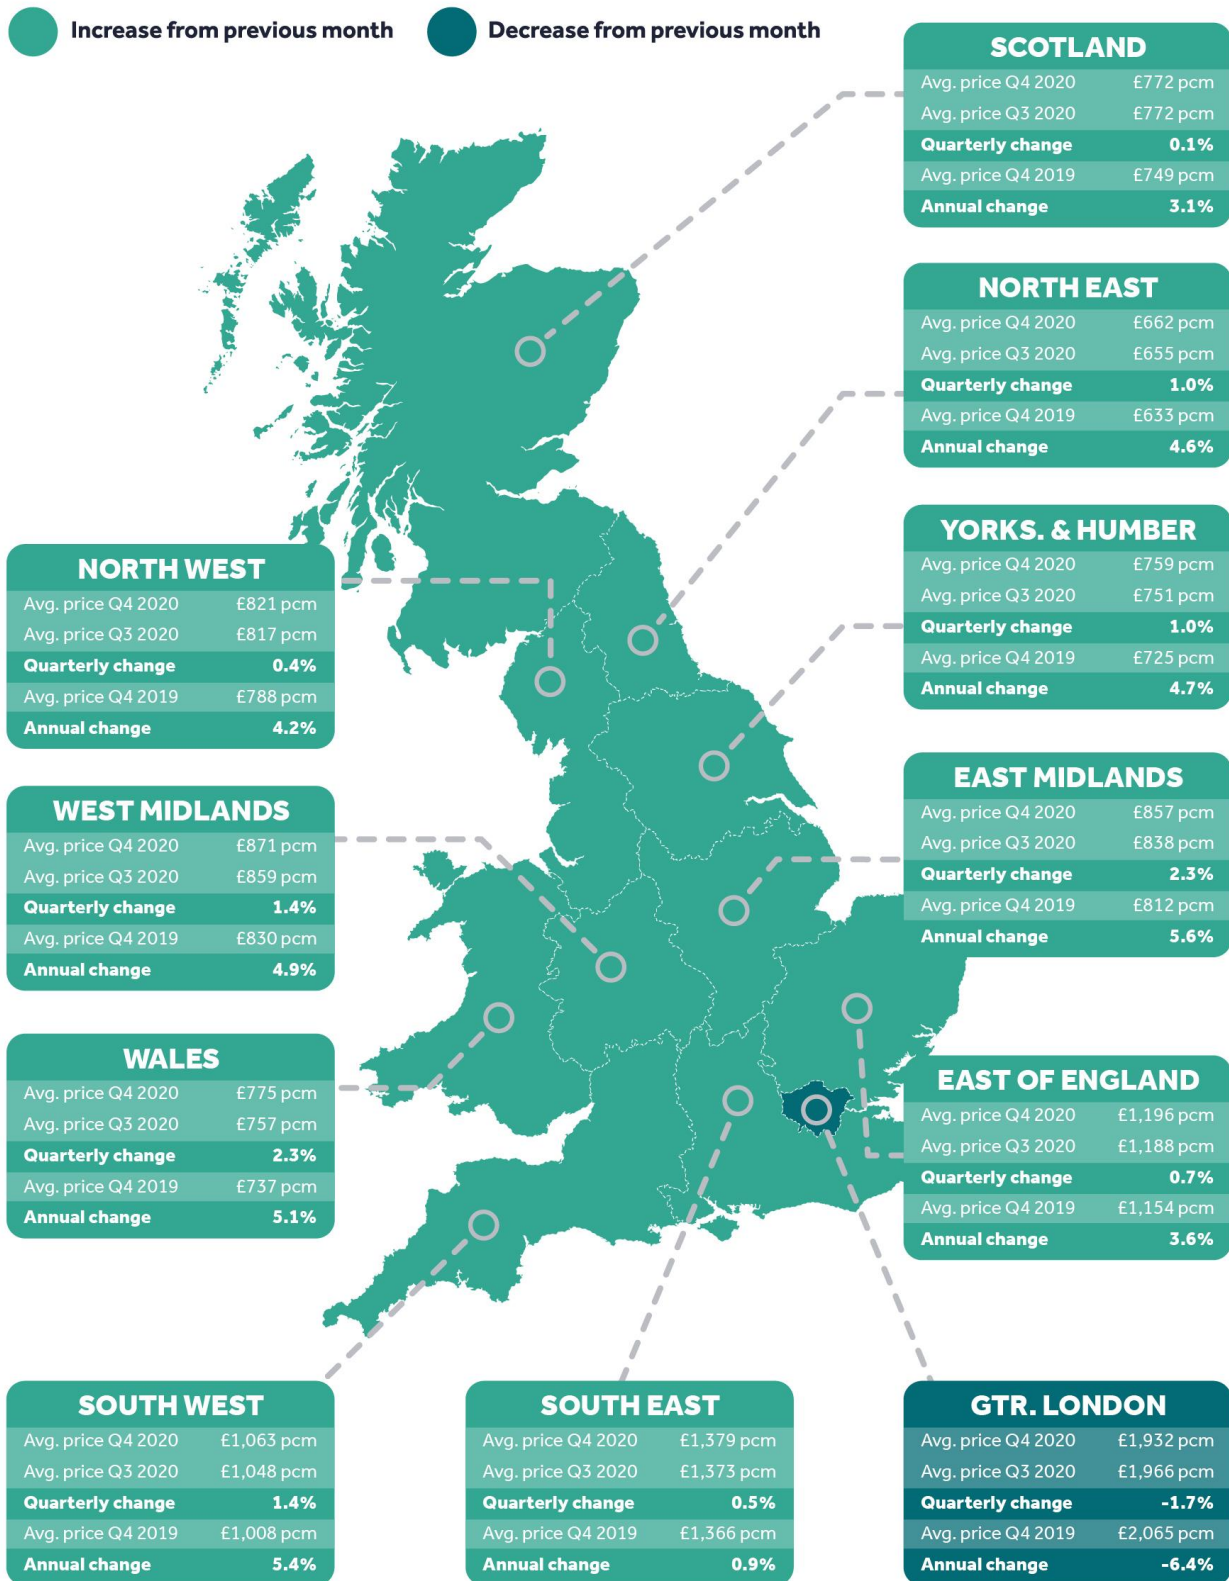 Increase from previous month
Decrease from previous month
SCOTLAND
Avg. price Q4 2020 £772 pcm
Avg. price Q3 2020 £772 pcm
Quarterly change 0.1%
Avg. price Q4 2019 £749 pcm
Annual change 3.1%
NORTH EAST
Avg. price Q4 2020 £662 pcm
Avg. price Q3 2020 £655 pcm
Quarterly change 1.0%
Avg. price Q4 2019 £633 pcm
Annual change 4.6%
YORKS. & HUMBER
Avg. price Q4 2020 £759 pcm
Avg. price Q3 2020 £751 pcm
Quarterly change 1.0%
Avg. price Q4 2019 £725 pcm
Annual change 4.7%
NORTH WEST
Avg. price Q4 2020 £821 pcm
Avg. price Q3 2020 £817 pcm
Quarterly change 0.4%
Avg. price Q4 2019 £788 pcm
Annual change 4.2%
EAST MIDLANDS
Avg. price Q4 2020 £857 pcm
Avg. price Q3 2020 £838 pcm
Quarterly change 2.3%
Avg. price Q4 2019 £812 pcm
Annual change 5.6%
WEST MIDLANDS
Avg. price Q4 2020 £871 pcm
Avg. price Q3 2020 £859 pcm
Quarterly change 1.4%
Avg. price Q4 2019 £830 pcm
Annual change 4.9%
WALES
Avg. price Q4 2020 £775 pcm
Avg. price Q3 2020 £757 pcm
Quarterly change 2.3%
Avg. price Q4 2019 £737 pcm
Annual change 5.1%
EAST OF ENGLAND
Avg. price Q4 2020 £1,196 pcm
Avg. price Q3 2020 £1,188 pcm
Quarterly change 0.7%
Avg. price Q4 2019 £1,154 pcm
Annual change 3.6%
SOUTH WEST
Avg. price Q4 2020 £1,063 pcm
Avg. price Q3 2020 £1,048 pcm
Quarterly change 1.4%
Avg. price Q4 2019 £1,008 pcm
Annual change 5.4%
SOUTH EAST
Avg. price Q4 2020 £1,379 pcm
Avg. price Q3 2020 £1,373 pcm
Quarterly change 0.5%
Avg. price Q4 2019 £1,366 pcm
Annual change 0.9%
GTR. LONDON
Avg. price Q4 2020 £1,932 pcm
Avg. price Q3 2020 £1,966 pcm
Quarterly change -1.7%
Avg. price Q4 2019 £2,065 pcm
Annual change -6.4%